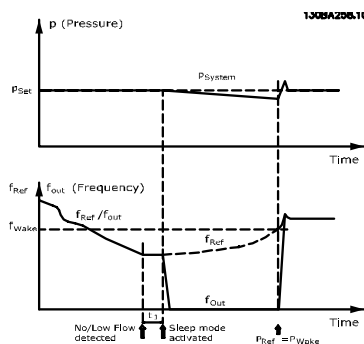 130BA256.10
p (Pressure)
pSystem
pSet
Time
fRef
fout (Frequency)
fRef/fout
fWake
fRef
fOut
t1
Time
No/Low Flow
detected
Sleep mode
activated
PRef =PWake